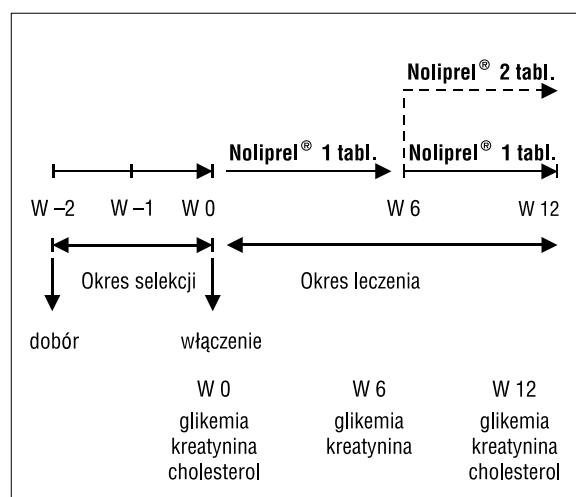 Noliprel® 2 tabl.
Noliprel® 1 tabl. Noliprel® 1 tabl.
W –2 W –1 W 0 W 6 W 12
Okres selekcji Okres leczenia
dobór włączenie
W 0 W 6 W 12
glikemia glikemia glikemia
kreatynina kreatynina kreatynina
cholesterol cholesterol